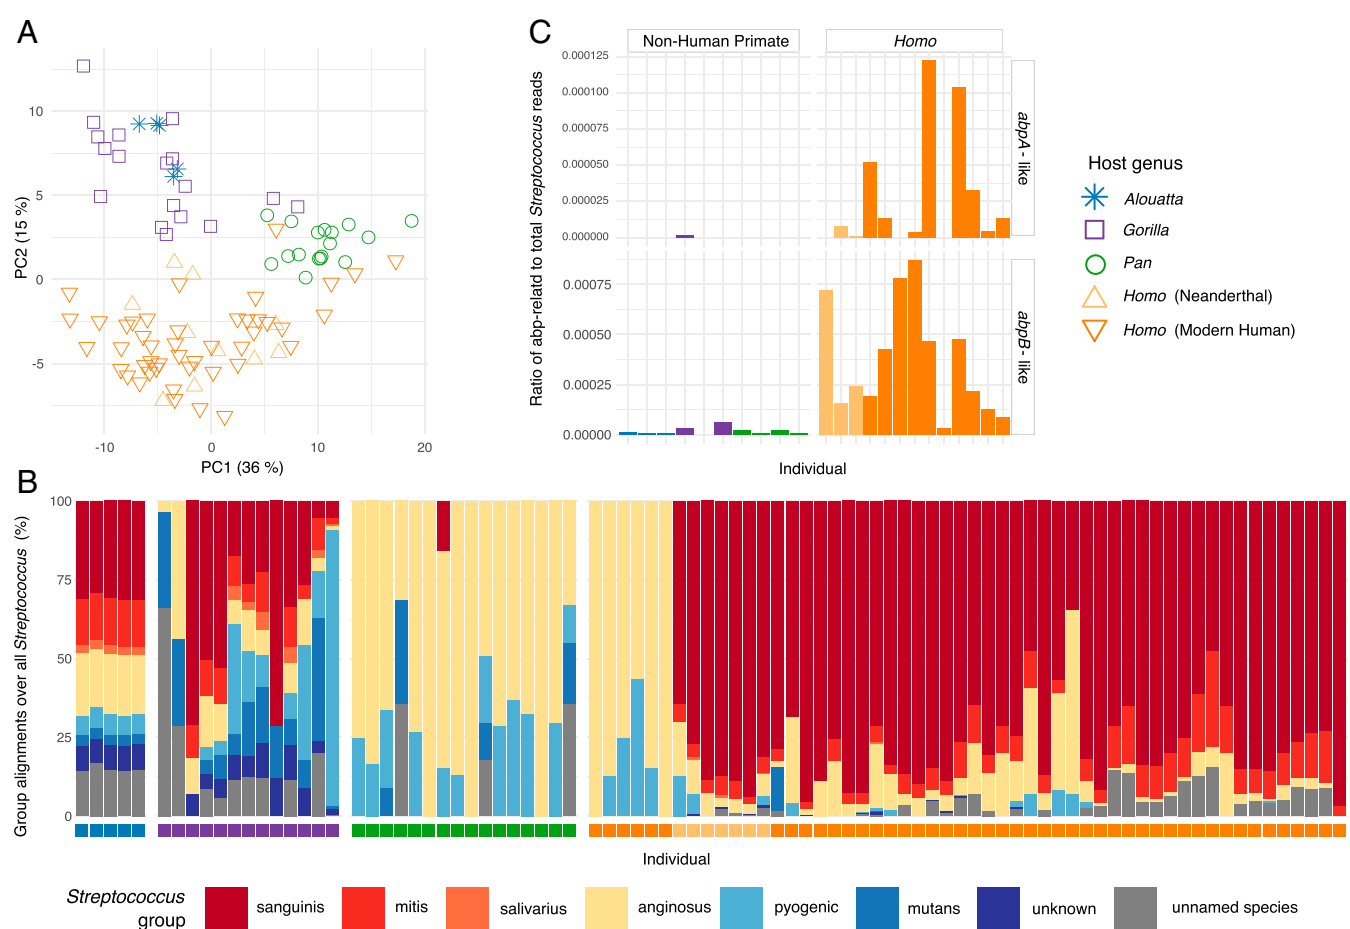 A
PC2 (15 %)
10
5
0
-5
-10
0
10
20
PC1 (36 %)
C
Non-Human Primate
Homo
Ratio of abp-relatd to total Streptococcus reads
0.000125
0.000100
0.000075
0.000050
0.000025
0.000000
abpA - like
0.00075
0.00050
0.00025
0.00000
abpB - like
Individual
Host genus
Alouatta
Gorilla
Pan
Homo (Neanderthal)
Homo (Modern Human)
B
Group alignments over all Streptococcus (%)
100
75
50
25
0
Individual
Streptococcus
group
sanguinis
mitis
salivarius
anginosus
pyogenic
mutans
unknown
unnamed species